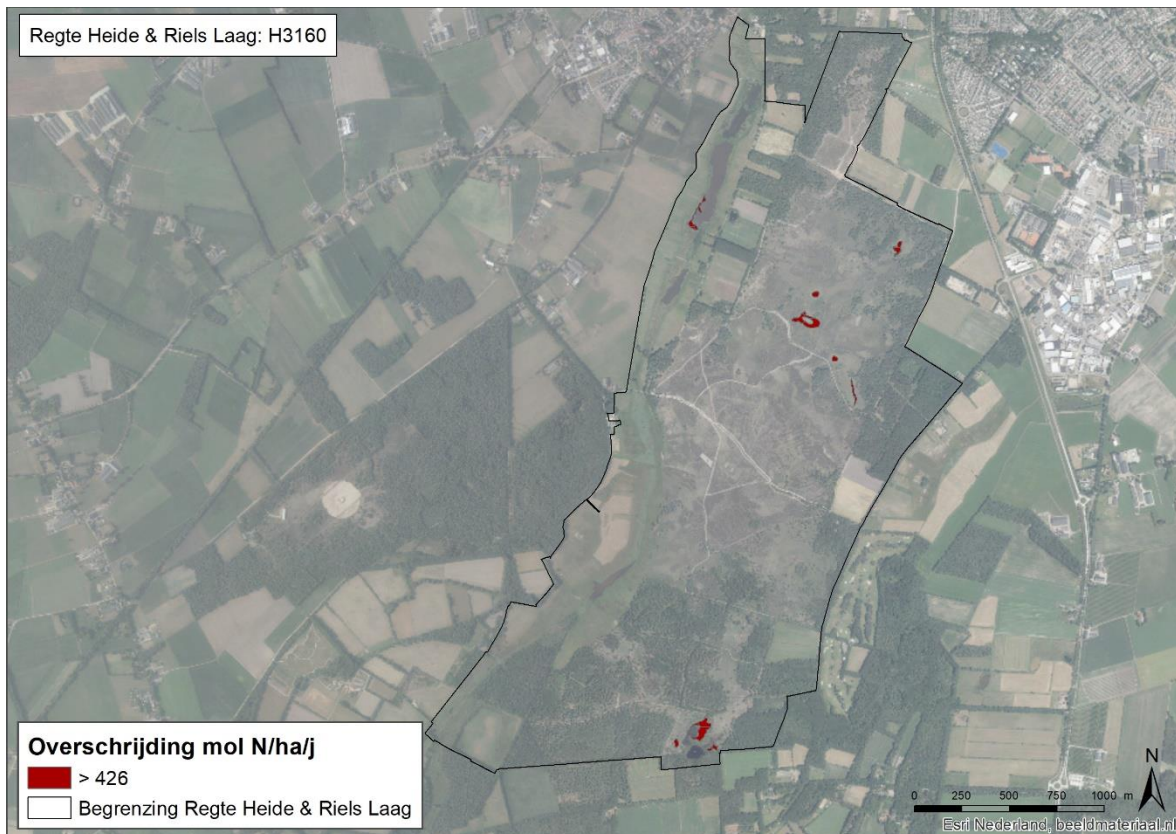 Regte Heide & Riels Laag: H3160
Overschrijding mol N/ha/j
> 426
Begrenzing Regte Heide & Riels Laag
N
0 250 500 750 1000 m
Esri Nederland, beeldmateriaal.nl